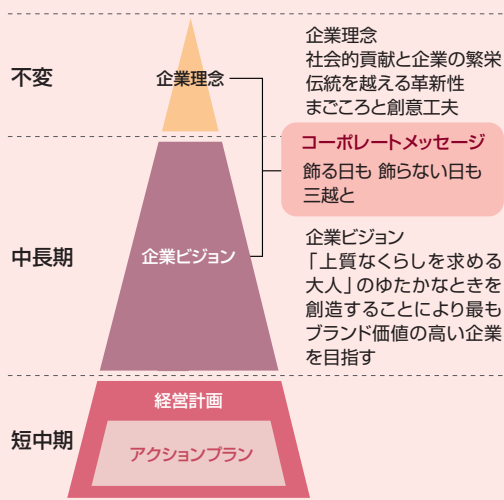 不変
企業理念
企業理念
社会的貢献と企業の繁栄
伝統を越える革新性
まごころと創意工夫
コーポレートメッセージ
飾る日も 飾らない日も
三越と
中長期
企業ビジョン
企業ビジョン
「上質なくらしを求める
大人」のゆたかなときを
創造することにより最も
ブランド価値の高い企業
を目指す
短中期
経営計画
アクションプラン